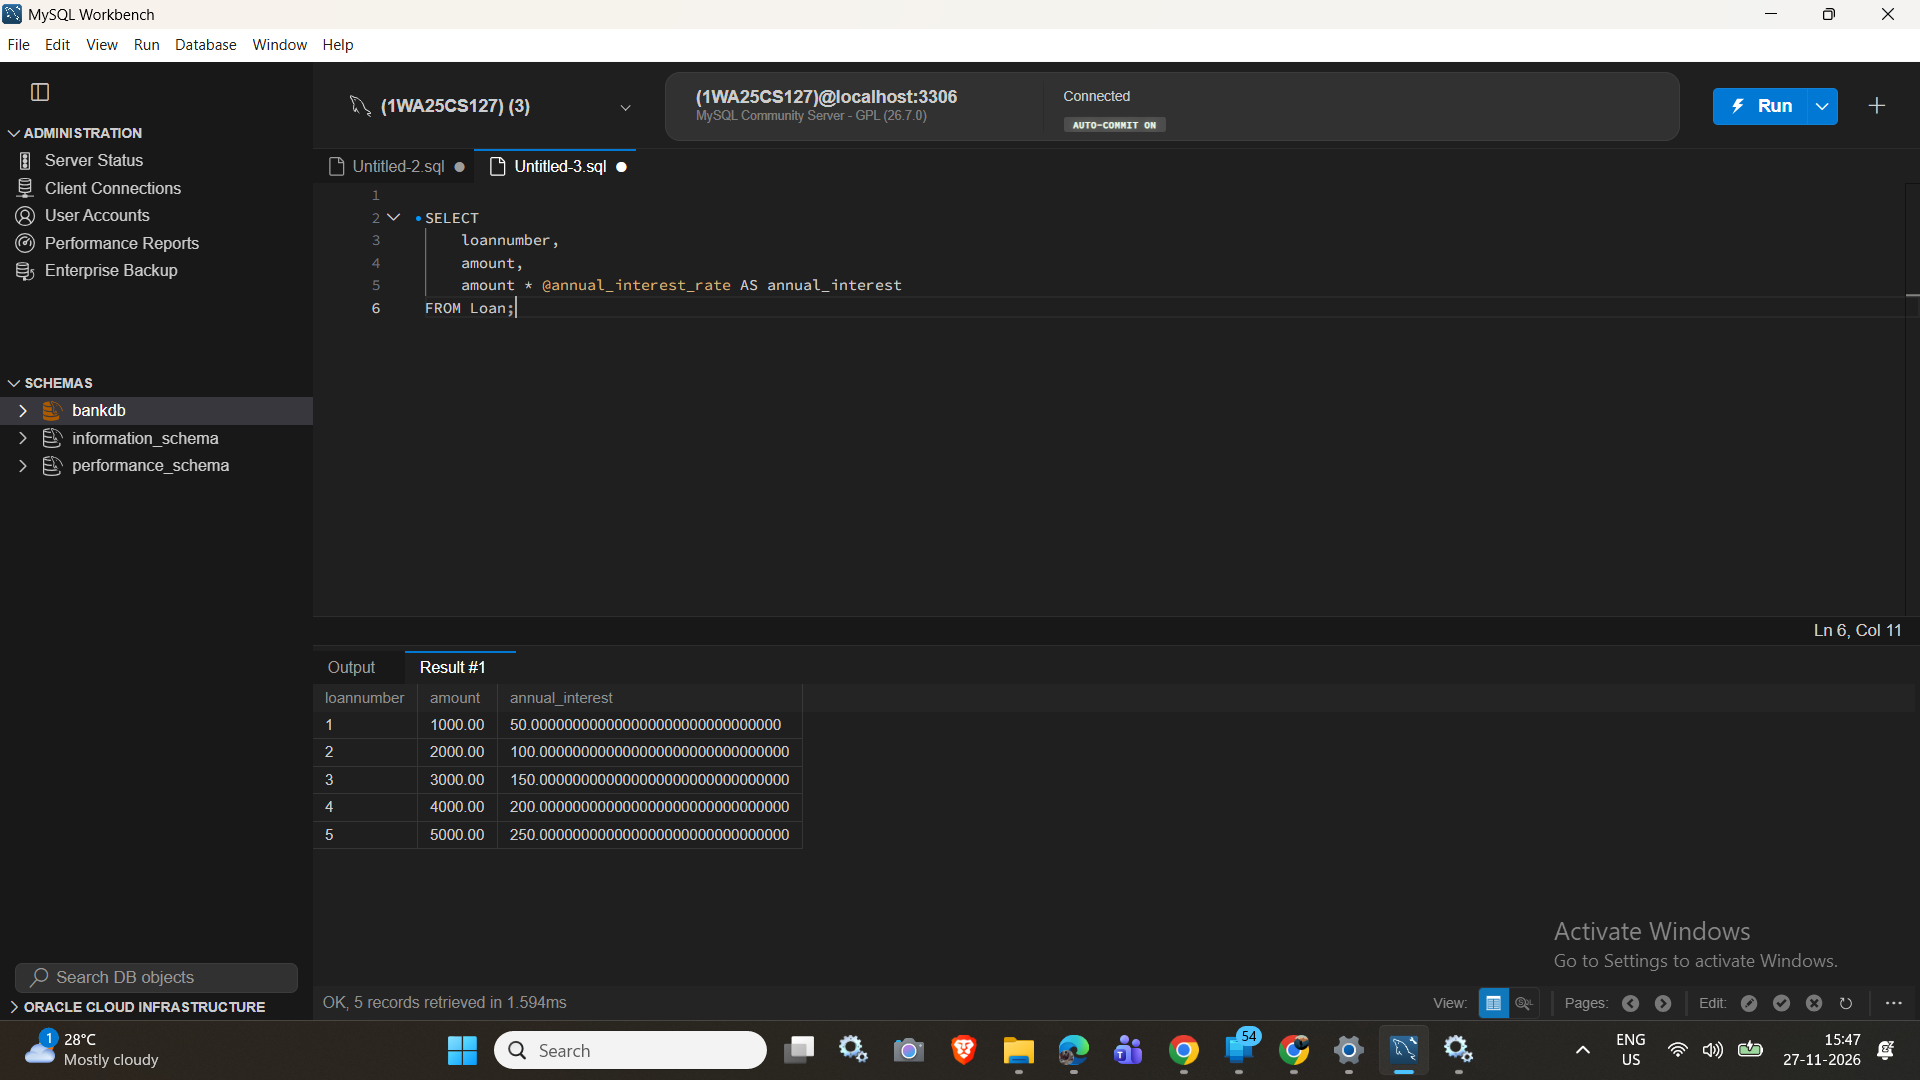 MySQL Workbench
File Edit View Run Database Window Help
(1WA25CS127) (3)
(1WA25CS127)@localhost:3306
MySQL Community Server - GPL (26.7.0)
Connected
AUTO-COMMIT ON
Run
ADMINISTRATION
Server Status
Client Connections
User Accounts
Performance Reports
Enterprise Backup
SCHEMAS
bankdb
information_schema
performance_schema
Search DB objects
ORACLE CLOUD INFRASTRUCTURE
Untitled-2.sql Untitled-3.sql
1
2 SELECT
3 loannumber,
4 amount,
5 amount * @annual_interest_rate AS annual_interest
6 FROM Loan;
Ln 6, Col 11
Output Result #1
loannumber amount annual_interest
1 1000.00 50.000000000000000000000000000000
2 2000.00 100.000000000000000000000000000000
3 3000.00 150.000000000000000000000000000000
4 4000.00 200.000000000000000000000000000000
5 5000.00 250.000000000000000000000000000000
Activate Windows
Go to Settings to activate Windows.
OK, 5 records retrieved in 1.594ms
View: Pages: Edit:
1 28°C
Mostly cloudy
Search
54
ENG
US
15:47
27-11-2026